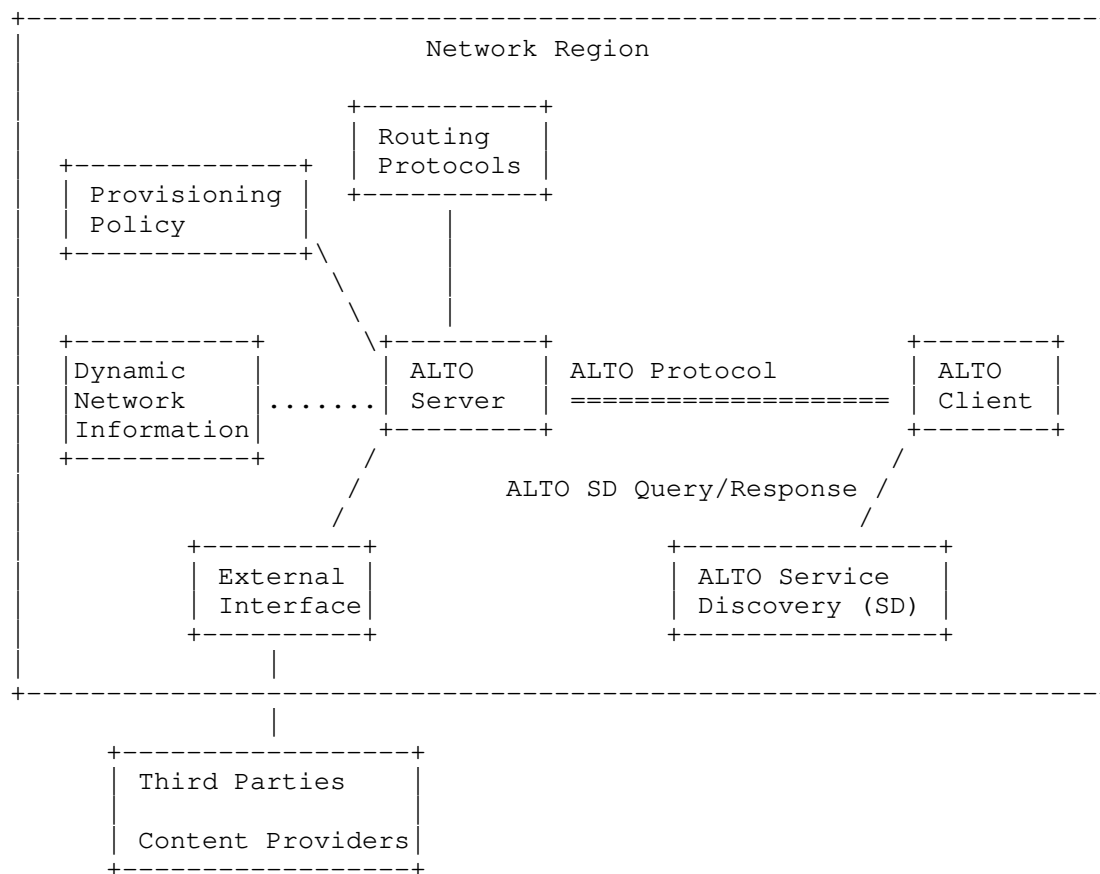 Network Region
Routing
Protocols
Provisioning
Policy
Dynamic
Network
Information
.......
ALTO
Server
ALTO Protocol
====================
ALTO
Client
ALTO SD Query/Response
External
Interface
ALTO Service
Discovery (SD)
Third Parties
Content Providers